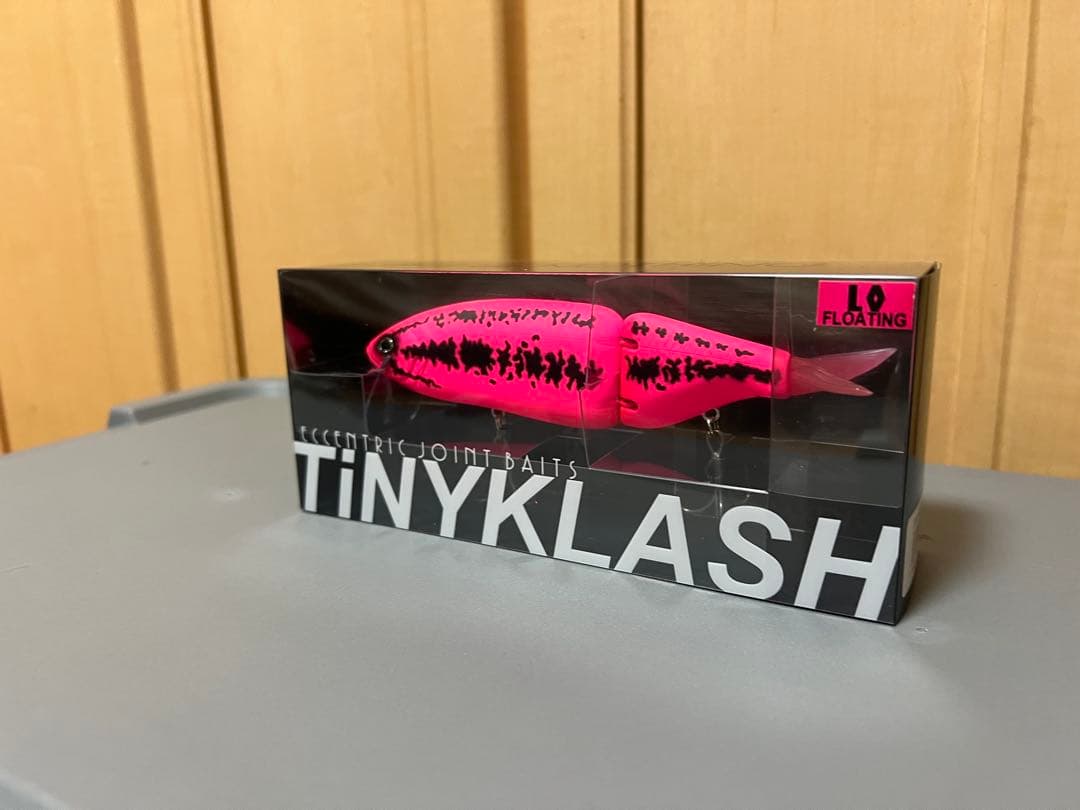 LO
FLOATING
ECCENTRIC JOINT BAITS
TiNYKLASH